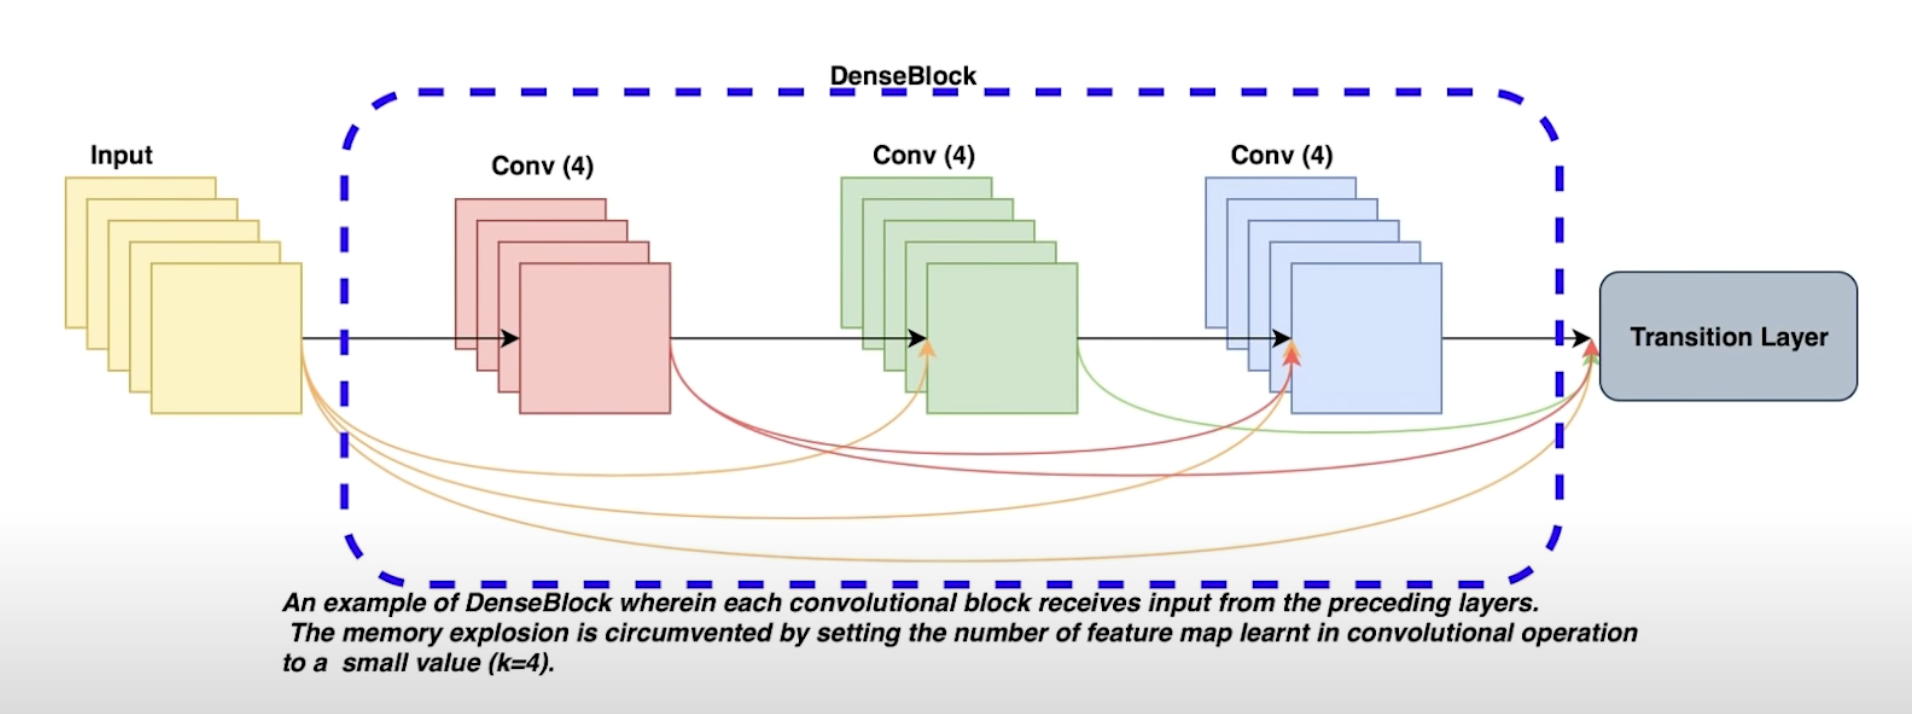 DenseBlock
Input
Conv (4)
Conv (4)
Conv (4)
Transition Layer
An example of DenseBlock wherein each convolutional block receives input from the preceding layers.
The memory explosion is circumvented by setting the number of feature map learnt in convolutional operation
to a small value (k=4).